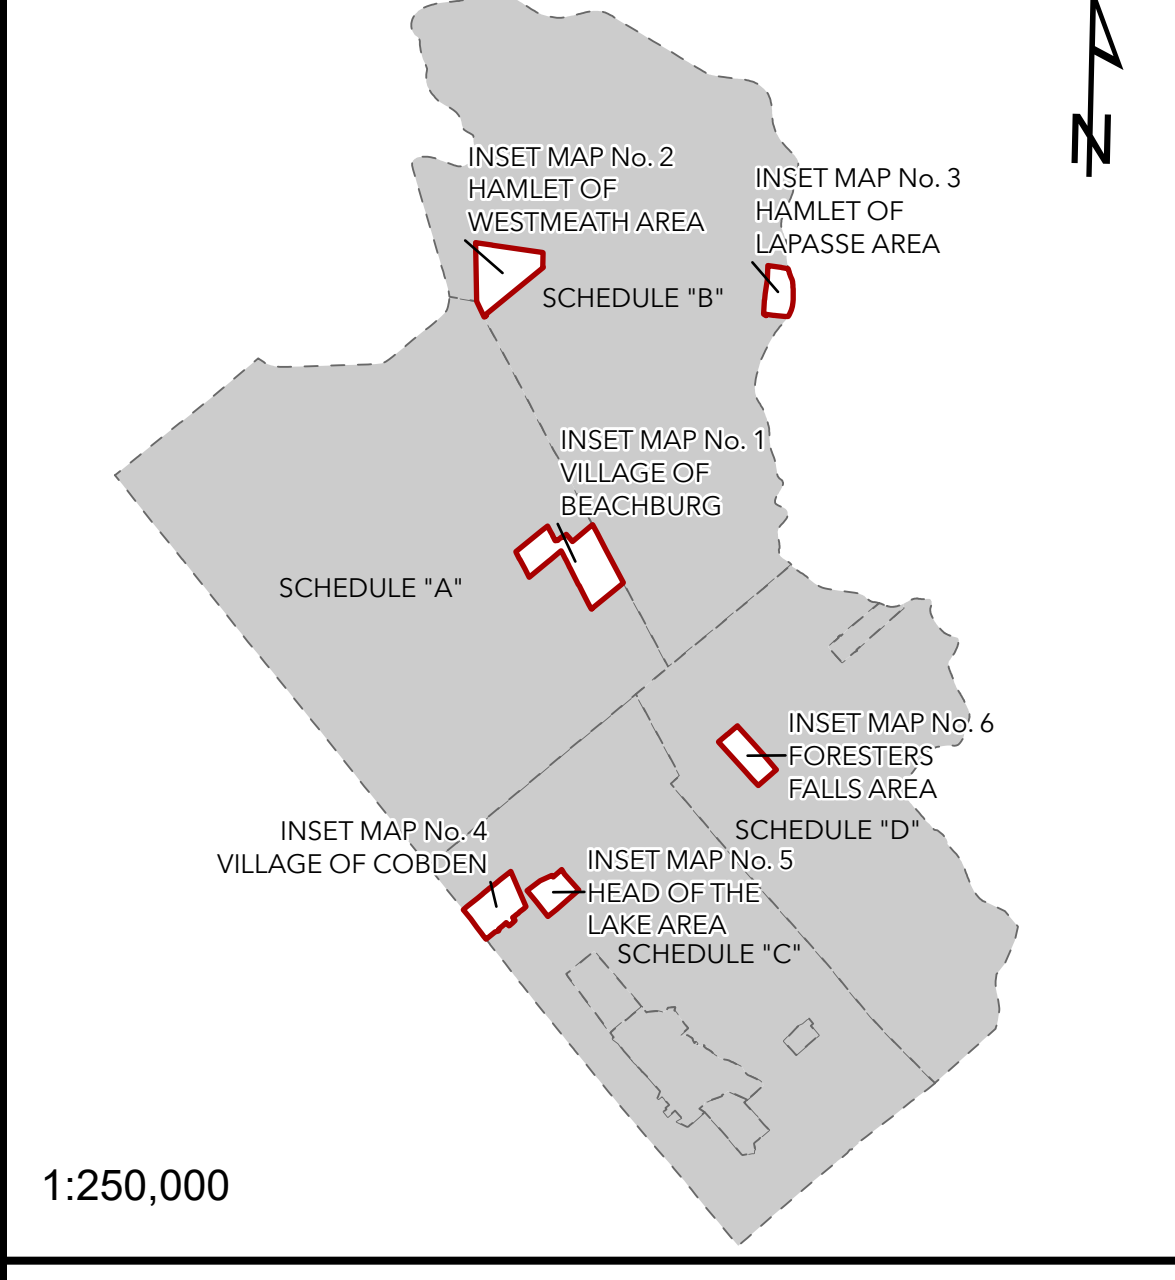 N
INSET MAP No. 2
HAMLET OF
WESTMEATH AREA
INSET MAP No. 3
HAMLET OF
LAPASSE AREA
SCHEDULE "B"
INSET MAP No. 1
VILLAGE OF
BEACHBURG
SCHEDULE "A"
INSET MAP No. 6
FORESTERS
FALLS AREA
SCHEDULE "D"
INSET MAP No. 4
VILLAGE OF COBDEN
INSET MAP No. 5
HEAD OF THE
LAKE AREA
SCHEDULE "C"
1:250,000